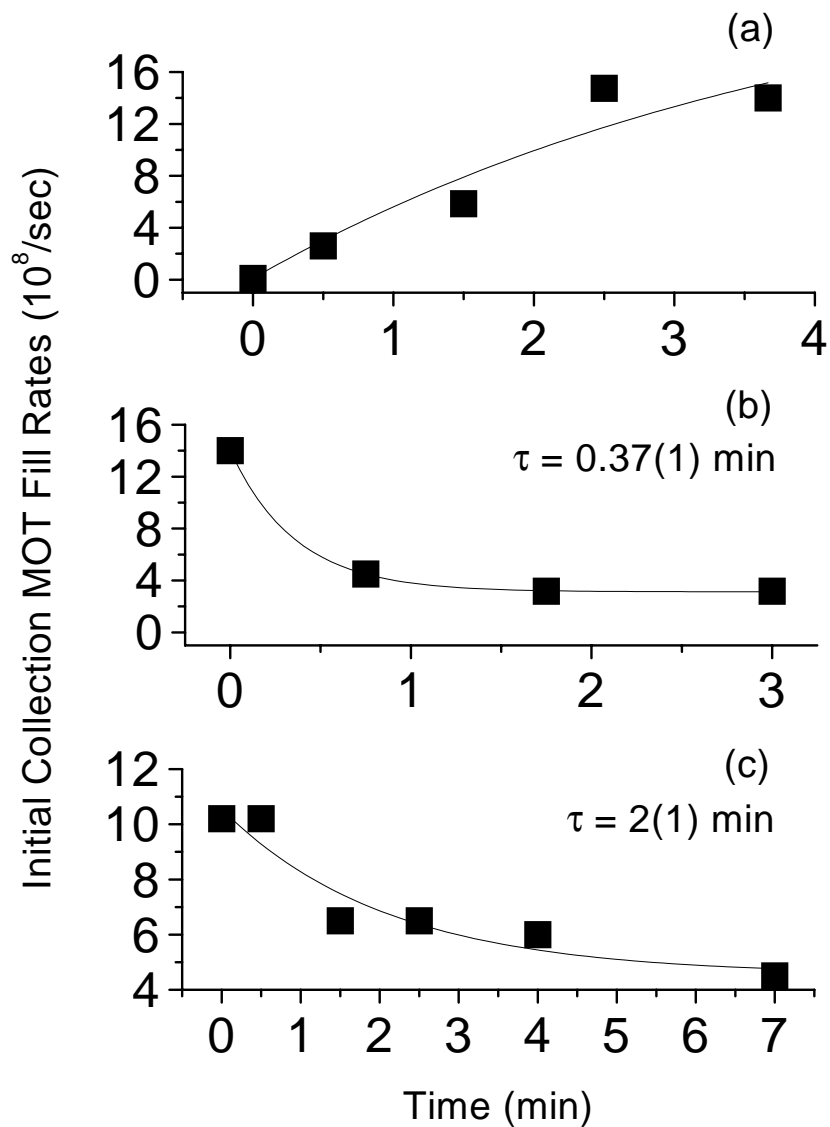 Initial Collection MOT Fill Rates (10⁸/sec)
(a)
16
12
8
4
0
0 1 2 3 4
(b)
τ = 0.37(1) min
16
12
8
4
0
0 1 2 3
(c)
τ = 2(1) min
12
10
8
6
4
0 1 2 3 4 5 6 7
Time (min)